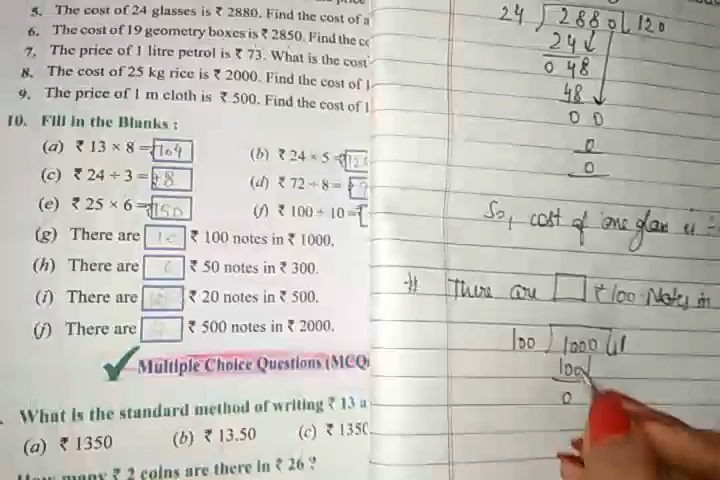 5. The cost of 24 glasses is ₹ 2880. Find the cost of a
6. The cost of 19 geometry boxes is ₹ 2850. Find the co
7. The price of 1 litre petrol is ₹ 73. What is the cost
8. The cost of 25 kg rice is ₹ 2000. Find the cost of 1
9. The price of 1 m cloth is ₹ 500. Find the cost of 1
10. Fill in the Blanks :
(a) ₹ 13 × 8 = ₹104
(b) ₹ 24 × 5 = ₹12
(c) ₹ 24 ÷ 3 = ₹8
(d) ₹ 72 ÷ 8 = ₹
(e) ₹ 25 × 6 = ₹150
(f) ₹ 100 ÷ 10 = ₹
(g) There are 10 ₹ 100 notes in ₹ 1000.
(h) There are 6 ₹ 50 notes in ₹ 300.
(i) There are ₹ 20 notes in ₹ 500.
(j) There are ₹ 500 notes in ₹ 2000.
Multiple Choice Questions (MCQ
What is the standard method of writing ₹ 13 a
(a) ₹ 1350
(b) ₹ 13.50
(c) ₹ 1350
How many ₹ 2 coins are there in ₹ 26 ?
24 ) 2880 ( 120
24
048
48
00
0
0
So, cost of one glass is
There are □ ₹100 Notes in
100 ) 1000 ( 1
100
0